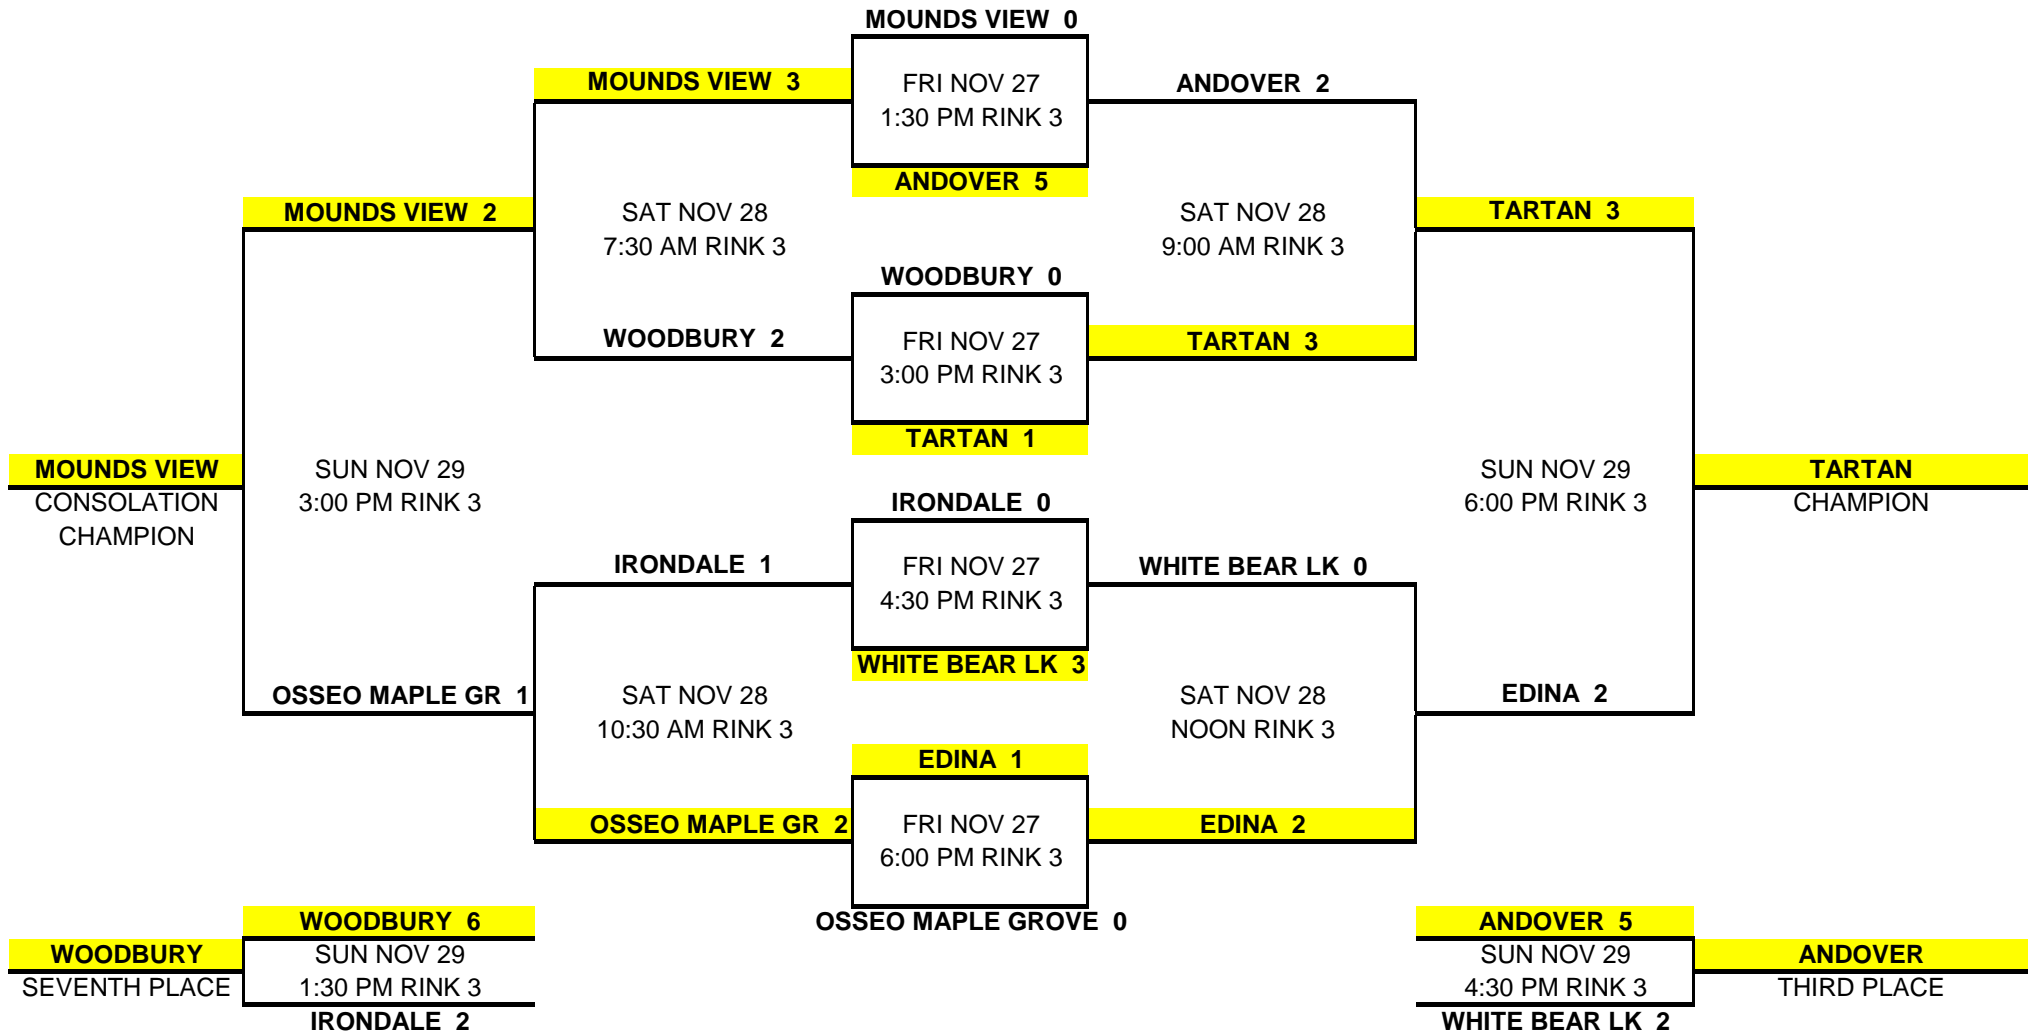 MOUNDS VIEW 0
MOUNDS VIEW 3
FRI NOV 27
1:30 PM RINK 3
ANDOVER 2
ANDOVER 5
MOUNDS VIEW 2
SAT NOV 28
7:30 AM RINK 3
SAT NOV 28
9:00 AM RINK 3
TARTAN 3
WOODBURY 0
WOODBURY 2
FRI NOV 27
3:00 PM RINK 3
TARTAN 3
TARTAN 1
MOUNDS VIEW
CONSOLATION
CHAMPION
SUN NOV 29
3:00 PM RINK 3
SUN NOV 29
6:00 PM RINK 3
TARTAN
CHAMPION
IRONDALE 0
IRONDALE 1
FRI NOV 27
4:30 PM RINK 3
WHITE BEAR LK 0
WHITE BEAR LK 3
OSSEO MAPLE GR 1
SAT NOV 28
10:30 AM RINK 3
SAT NOV 28
NOON RINK 3
EDINA 2
EDINA 1
OSSEO MAPLE GR 2
FRI NOV 27
6:00 PM RINK 3
EDINA 2
OSSEO MAPLE GROVE 0
WOODBURY 6
WOODBURY
SEVENTH PLACE
SUN NOV 29
1:30 PM RINK 3
IRONDALE 2
ANDOVER 5
SUN NOV 29
4:30 PM RINK 3
WHITE BEAR LK 2
ANDOVER
THIRD PLACE